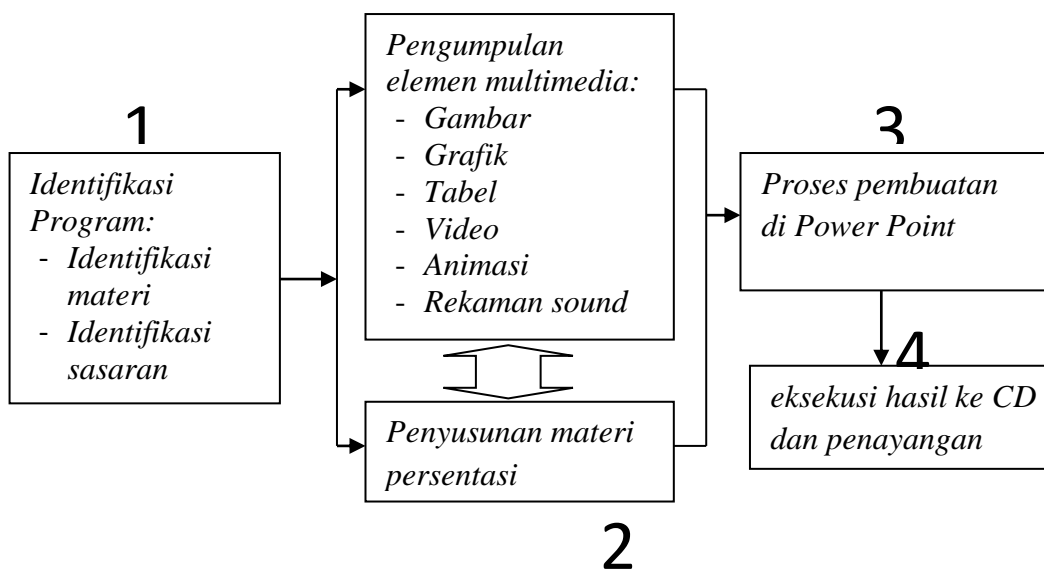 1
Identifikasi
Program:
- Identifikasi
materi
- Identifikasi
sasaran
Pengumpulan
elemen multimedia:
- Gambar
- Grafik
- Tabel
- Video
- Animasi
- Rekaman sound
Penyusunan materi
persentasi
2
3
Proses pembuatan
di Power Point
4
eksekusi hasil ke CD
dan penayangan